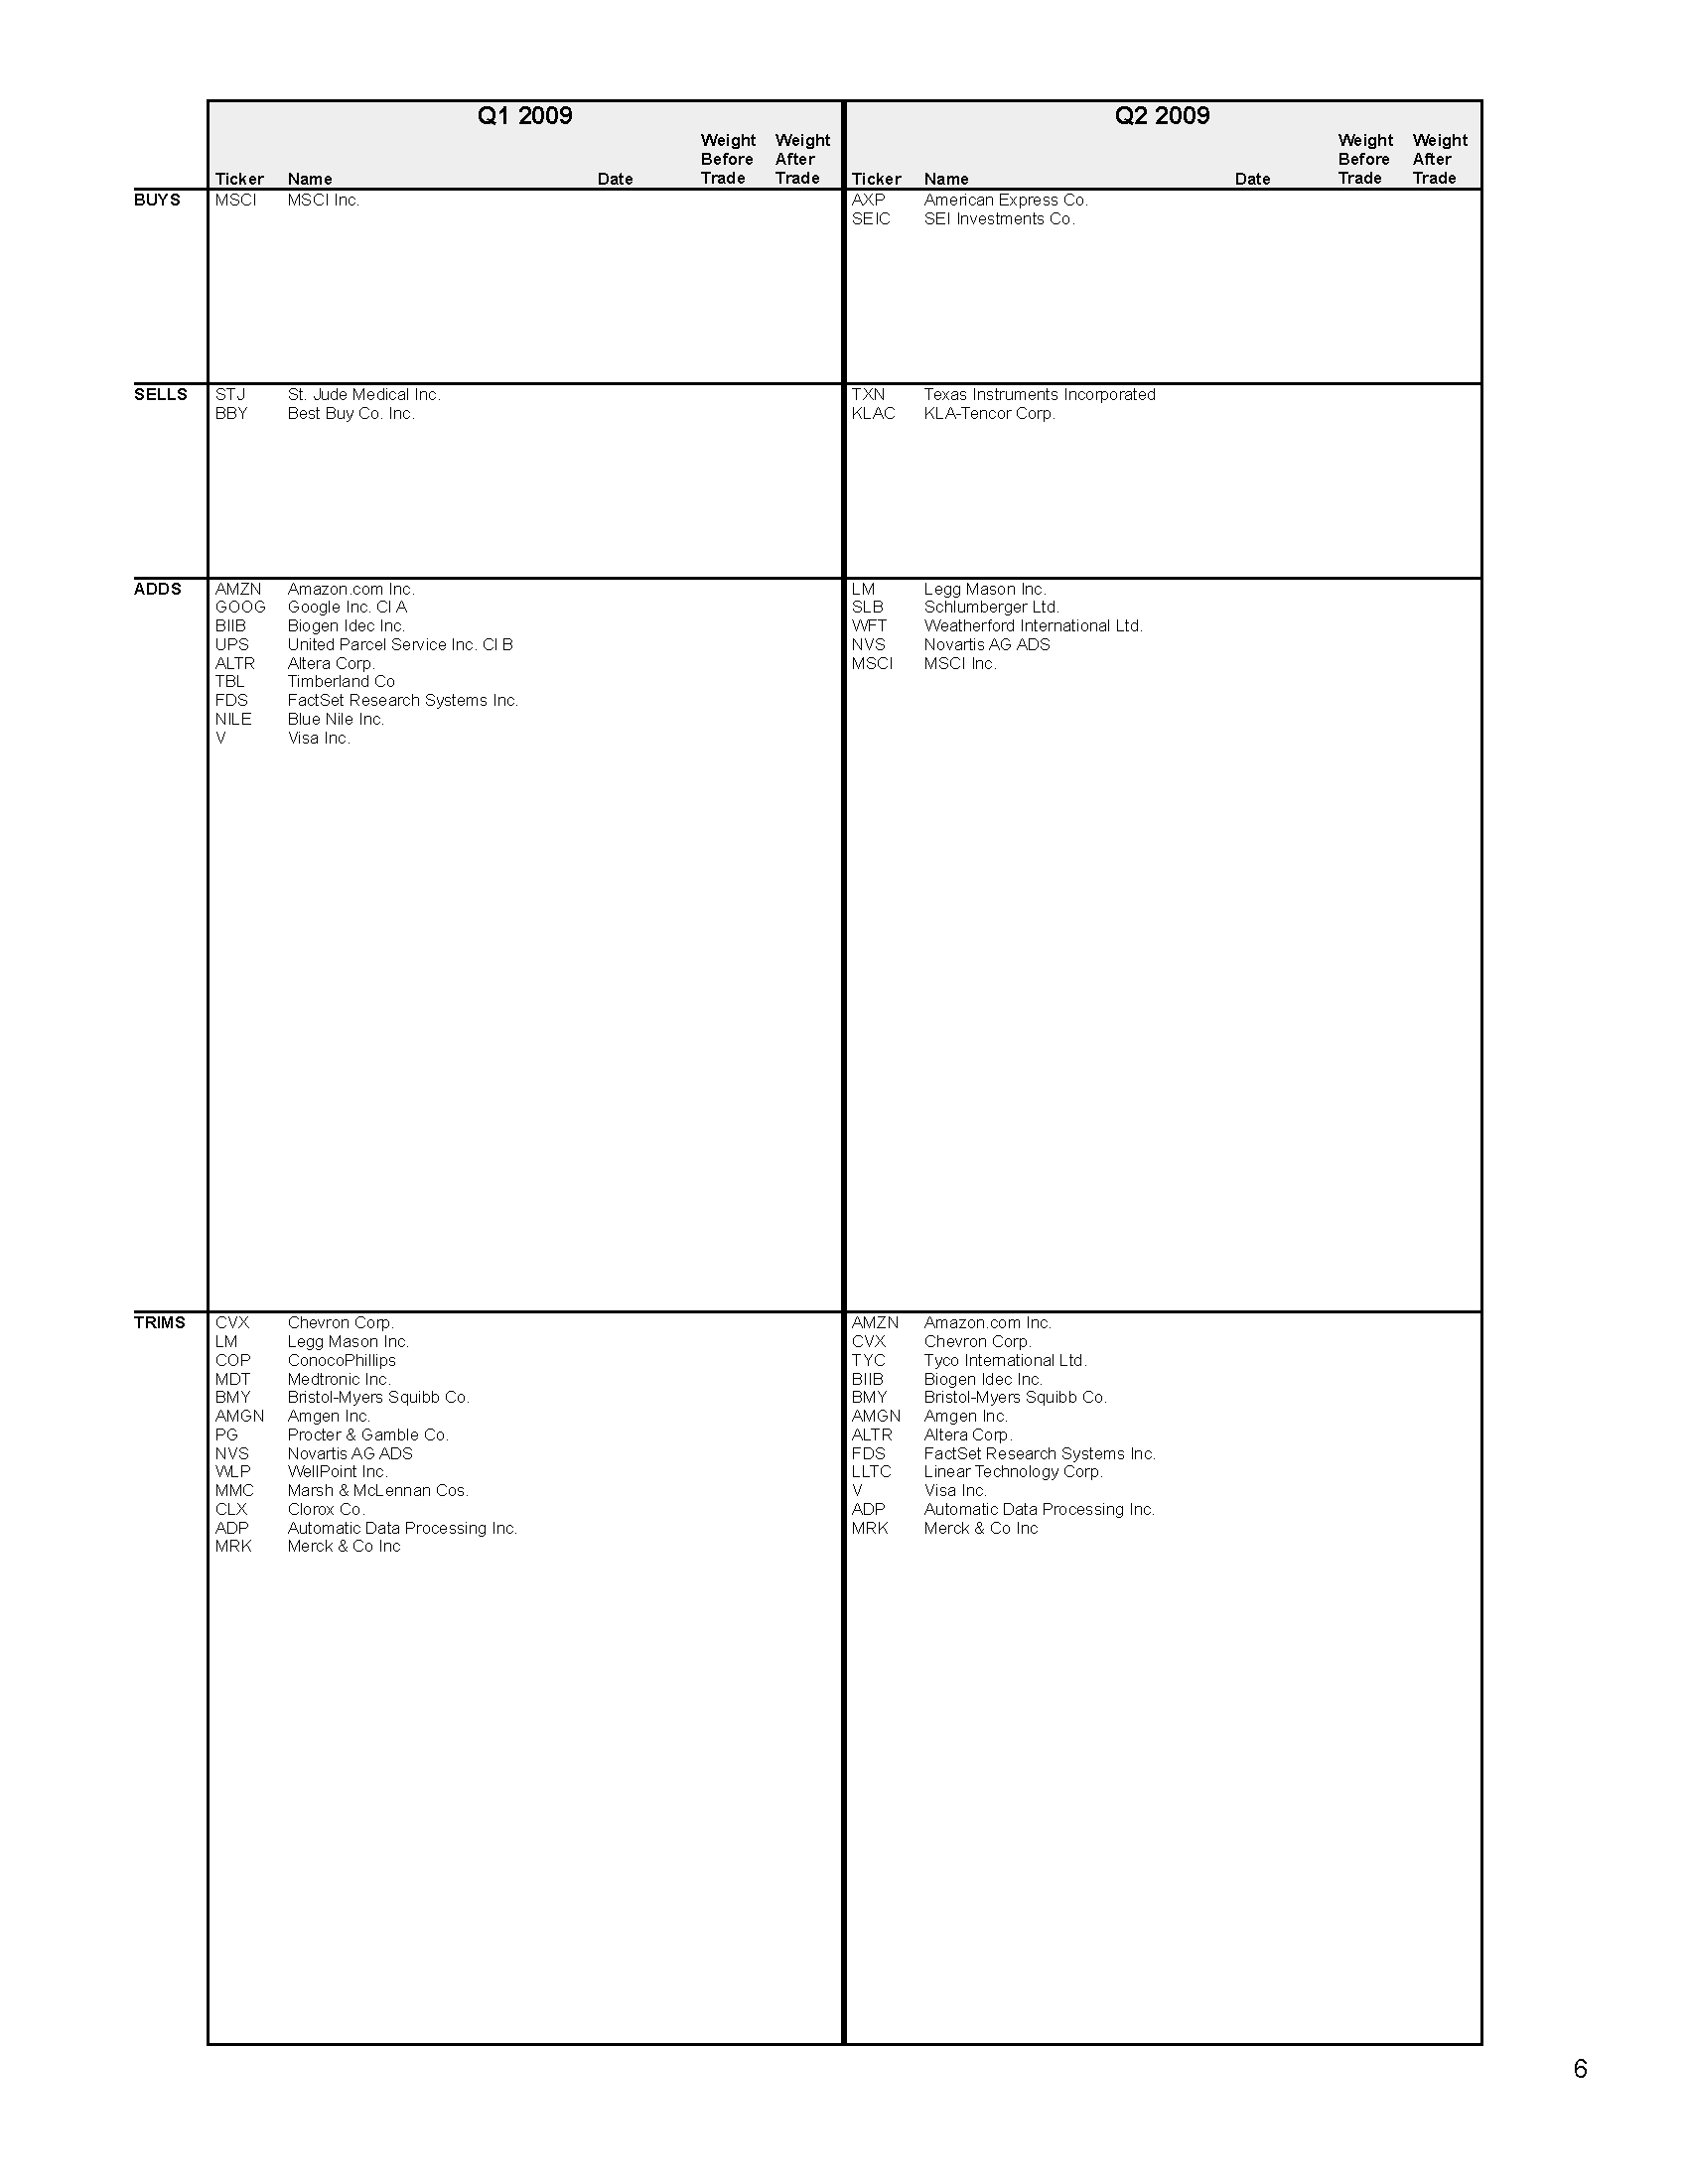 Q1 2009 Q2 2009
Weight Weight Weight Weight
Before After Before After
Ticker Name Date Trade Trade Ticker Name Date Trade Trade
BUYS MSCI MSCI Inc. AXP American Express Co.
SEIC SEI Investments Co.
SELLS STJ St. Jude Medical Inc. TXN Texas Instruments Incorporated
BBY Best Buy Co. Inc. KLAC KLA-Tencor Corp.
ADDS AMZN Amazon.com Inc. LM Legg Mason Inc.
GOOG Google Inc. Cl A SLB Schlumberger Ltd.
BIIB Biogen Idec Inc. WFT Weatherford International Ltd.
UPS United Parcel Service Inc. Cl B NVS Novartis AG ADS
ALTR Altera Corp. MSCI MSCI Inc.
TBL Timberland Co
FDS FactSet Research Systems Inc.
NILE Blue Nile Inc.
V Visa Inc.
TRIMS CVX Chevron Corp. AMZN Amazon.com Inc.
LM Legg Mason Inc. CVX Chevron Corp.
COP ConocoPhillips TYC Tyco International Ltd.
MDT Medtronic Inc. BIIB Biogen Idec Inc.
BMY Bristol-Myers Squibb Co. BMY Bristol-Myers Squibb Co.
AMGN Amgen Inc. AMGN Amgen Inc.
PG Procter & Gamble Co. ALTR Altera Corp.
NVS Novartis AG ADS FDS FactSet Research Systems Inc.
WLP WellPoint Inc. LLTC Linear Technology Corp.
MMC Marsh & McLennan Cos. V Visa Inc.
CLX Clorox Co. ADP Automatic Data Processing Inc.
ADP Automatic Data Processing Inc. MRK Merck & Co Inc
MRK Merck & Co Inc
6